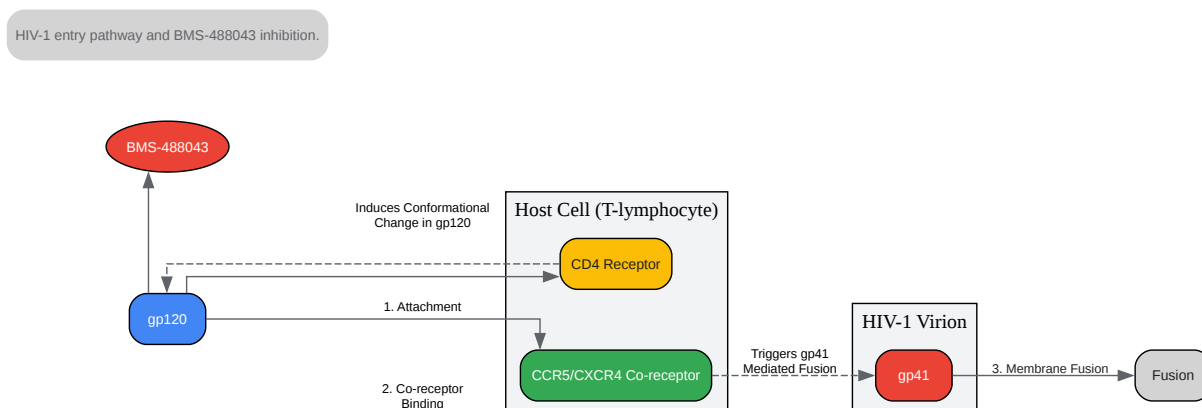 HIV-1 entry pathway and BMS-488043 inhibition.
BMS-488043
Induces Conformational
Change in gp120
Host Cell (T-lymphocyte)
CD4 Receptor
gp120
1. Attachment
HIV-1 Virion
CCR5/CXCR4 Co-receptor
Triggers gp41
Mediated Fusion
gp41
3. Membrane Fusion
Fusion
2. Co-receptor
Binding